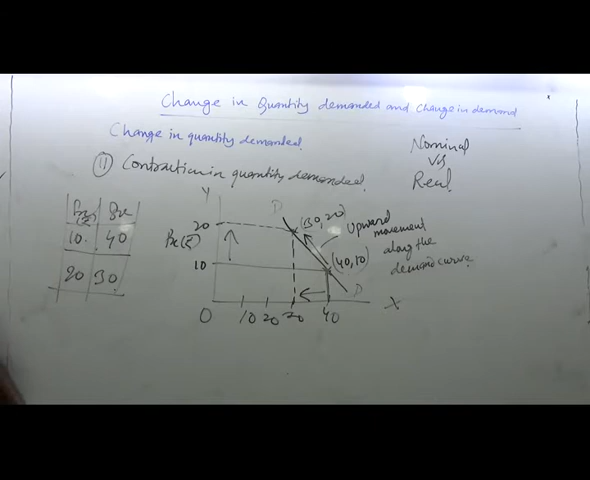 Change in Quantity demanded and Change in demand
Change in quantity demanded.
Nominal
Vs
Real
(ii) Contraction in quantity demanded.
Px(₹) Qx
10. 40
20 30
Y
D
20
(30,20)
Px(₹)
Upward
movement
along the
demand curve
10
(40,10)
D
O 10 20 30 40 X